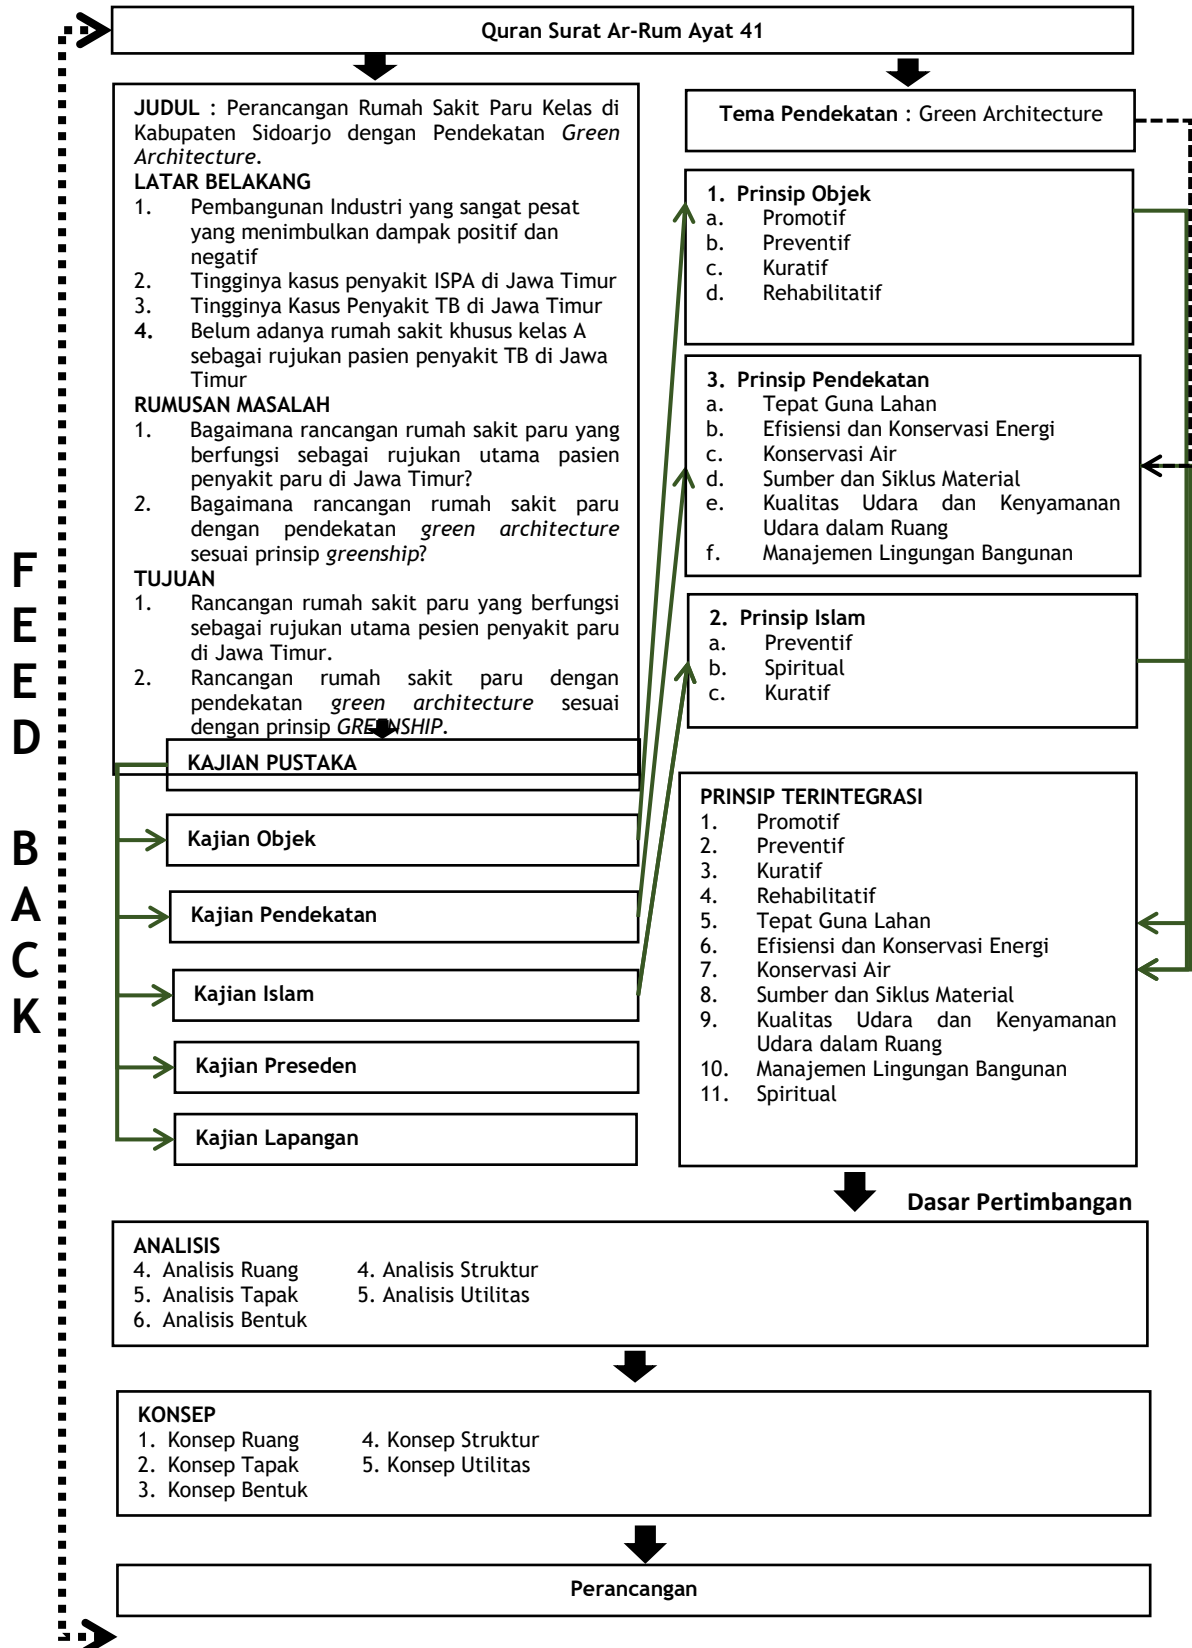 Quran Surat Ar-Rum Ayat 41
JUDUL : Perancangan Rumah Sakit Paru Kelas di
Kabupaten Sidoarjo dengan Pendekatan Green
Architecture.
LATAR BELAKANG
1. Pembangunan Industri yang sangat pesat
yang menimbulkan dampak positif dan
negatif
2. Tingginya kasus penyakit ISPA di Jawa Timur
3. Tingginya Kasus Penyakit TB di Jawa Timur
4. Belum adanya rumah sakit khusus kelas A
sebagai rujukan pasien penyakit TB di Jawa
Timur
RUMUSAN MASALAH
1. Bagaimana rancangan rumah sakit paru yang
berfungsi sebagai rujukan utama pasien
penyakit paru di Jawa Timur?
2. Bagaimana rancangan rumah sakit paru
dengan pendekatan green architecture
sesuai prinsip greenship?
TUJUAN
1. Rancangan rumah sakit paru yang berfungsi
sebagai rujukan utama pesien penyakit paru
di Jawa Timur.
2. Rancangan rumah sakit paru dengan
pendekatan green architecture sesuai
dengan prinsip GREENSHIP.
KAJIAN PUSTAKA
Kajian Objek
Kajian Pendekatan
Kajian Islam
Kajian Preseden
Kajian Lapangan
Tema Pendekatan : Green Architecture
1. Prinsip Objek
a. Promotif
b. Preventif
c. Kuratif
d. Rehabilitatif
3. Prinsip Pendekatan
a. Tepat Guna Lahan
b. Efisiensi dan Konservasi Energi
c. Konservasi Air
d. Sumber dan Siklus Material
e. Kualitas Udara dan Kenyamanan
Udara dalam Ruang
f. Manajemen Lingungan Bangunan
2. Prinsip Islam
a. Preventif
b. Spiritual
c. Kuratif
PRINSIP TERINTEGRASI
1. Promotif
2. Preventif
3. Kuratif
4. Rehabilitatif
5. Tepat Guna Lahan
6. Efisiensi dan Konservasi Energi
7. Konservasi Air
8. Sumber dan Siklus Material
9. Kualitas Udara dan Kenyamanan
Udara dalam Ruang
10. Manajemen Lingungan Bangunan
11. Spiritual
Dasar Pertimbangan
ANALISIS
4. Analisis Ruang 4. Analisis Struktur
5. Analisis Tapak 5. Analisis Utilitas
6. Analisis Bentuk
KONSEP
1. Konsep Ruang 4. Konsep Struktur
2. Konsep Tapak 5. Konsep Utilitas
3. Konsep Bentuk
Perancangan
FEED BACK